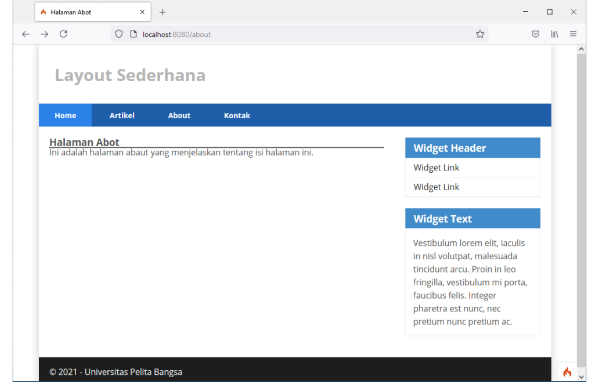 Halaman Abot
localhost:8080/about
Layout Sederhana
Home Artikel About Kontak
Halaman Abot
Ini adalah halaman abaut yang menjelaskan tentang isi halaman ini.
Widget Header
Widget Link
Widget Link
Widget Text
Vestibulum lorem elit, iaculis
in nisl volutpat, malesuada
tincidunt arcu. Proin in leo
fringilla, vestibulum mi porta,
faucibus felis. Integer
pharetra est nunc, nec
pretium nunc pretium ac.
© 2021 - Universitas Pelita Bangsa